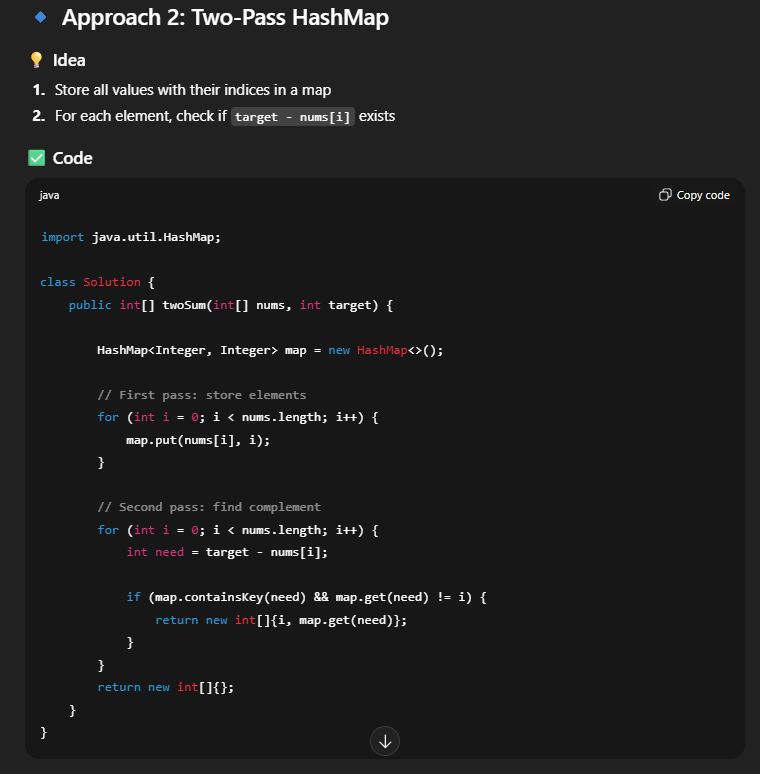 🔹 Approach 2: Two-Pass HashMap
💡 Idea
1. Store all values with their indices in a map
2. For each element, check if target - nums[i] exists
✅ Code
java Copy code
import java.util.HashMap;
class Solution {
    public int[] twoSum(int[] nums, int target) {
        HashMap<Integer, Integer> map = new HashMap<>();
        // First pass: store elements
        for (int i = 0; i < nums.length; i++) {
            map.put(nums[i], i);
        }
        // Second pass: find complement
        for (int i = 0; i < nums.length; i++) {
            int need = target - nums[i];
            if (map.containsKey(need) && map.get(need) != i) {
                return new int[]{i, map.get(need)};
            }
        }
        return new int[]{};
    }
}